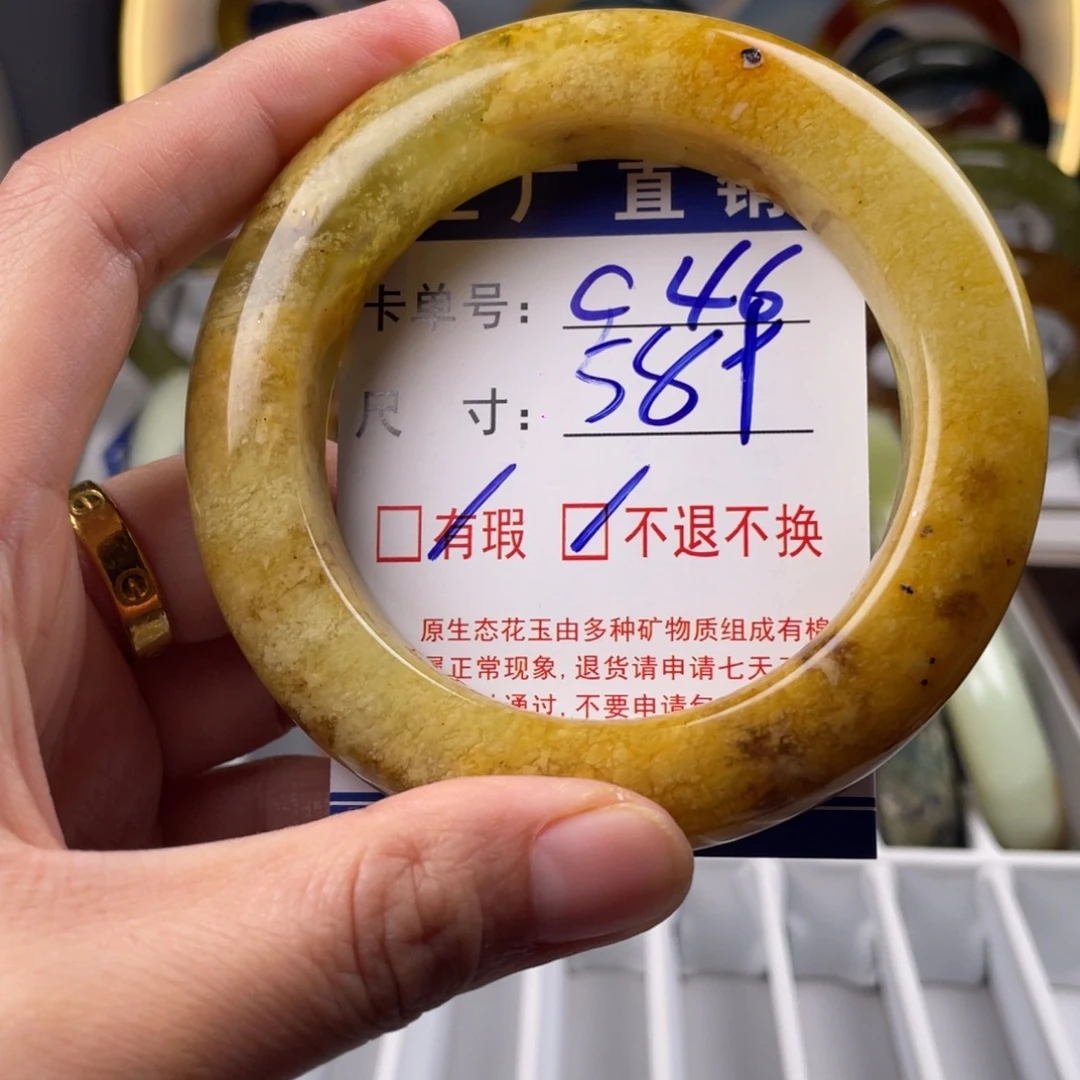 厂直销
卡单号: C46
尺 寸: 58
□有瑕 □不退不换
原生态花玉由多种矿物质组成有棉
正常现象,退货请申请七天
通过,不要申请